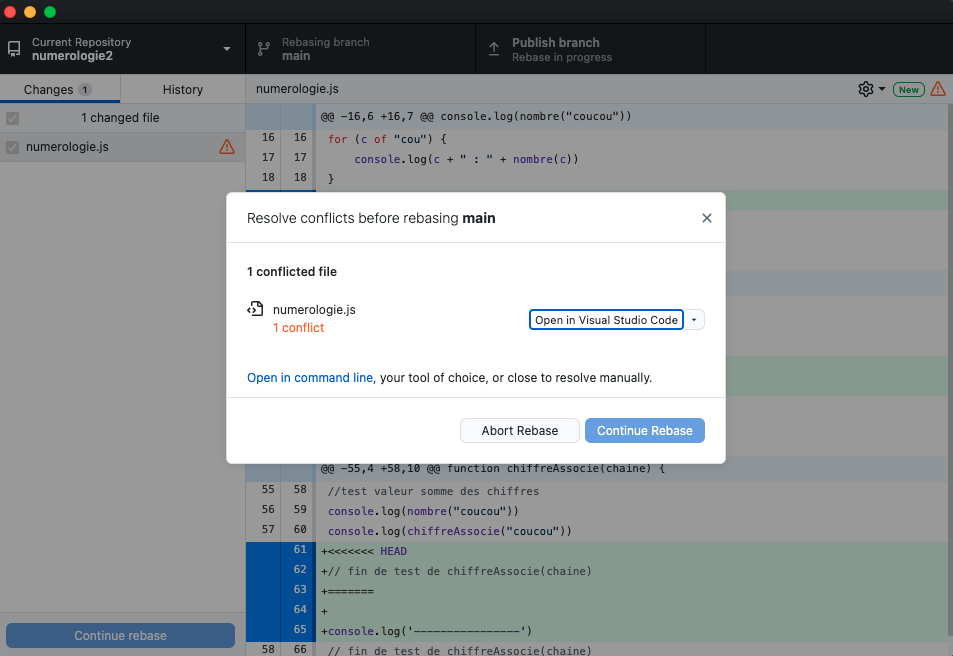 Current Repository
numerologie2
Rebasing branch
main
Publish branch
Rebase in progress
Changes 1
History
numerologie.js
New
1 changed file
numerologie.js
@@ -16,6 +16,7 @@ console.log(nombre("coucou"))
16 16 for (c of "cou") {
17 17 console.log(c + " : " + nombre(c))
18 18 }
Resolve conflicts before rebasing main
1 conflicted file
numerologie.js
1 conflict
Open in Visual Studio Code
Open in command line, your tool of choice, or close to resolve manually.
Abort Rebase
Continue Rebase
@@ -55,4 +58,10 @@ function chiffreAssocie(chaine) {
55 58 //test valeur somme des chiffres
56 59 console.log(nombre("coucou"))
57 60 console.log(chiffreAssocie("coucou"))
61 +<<<<<<< HEAD
62 +// fin de test de chiffreAssocie(chaine)
63 +=======
64 +
65 +console.log('----------------')
58 66 // fin de test de chiffreAssocie(chaine)
Continue rebase